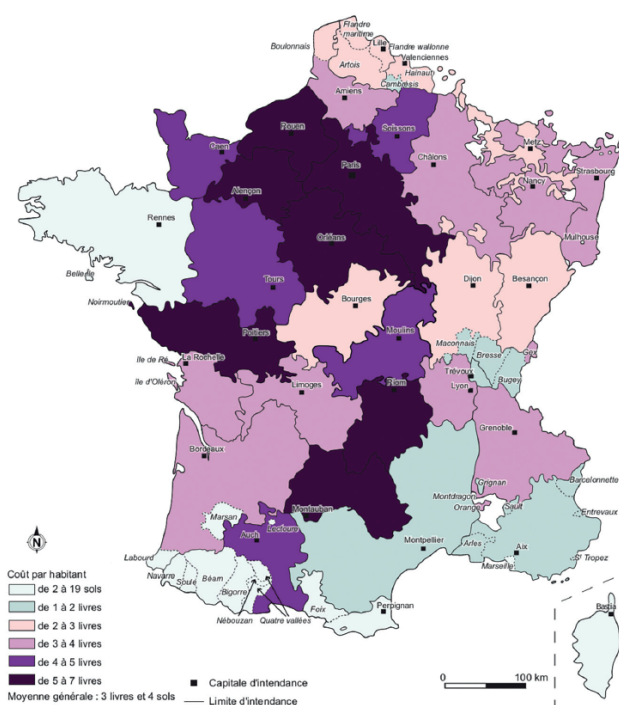 Flandre
maritime
Lille
Boulonnais
Flandre wallonne
Valenciennes
Artois
Hainaut
Cambrésis
Amiens
Rouen
Soissons
Caen
Châlons
Metz
Paris
Nancy
Strasbourg
Alençon
Rennes
Orléans
Mulhouse
Belle-Ile
Tours
Dijon
Besançon
Noirmoutier
Bourges
Poitiers
Moulins
Maconnais
Bresse
Gex
Ile de Ré
La Rochelle
Riom
Trévoux
Bugey
Ile d'Oléron
Limoges
Lyon
Grenoble
Bordeaux
Barcelonnette
Grignan
Montdragon
Montauban
Orange
Sault
Entrevaux
Marsan
Lectoure
Auch
Montpellier
Arles
Aix
Labourd
Marseille
St Tropez
Navarre
Soule
Béarn
Bigorre
Foix
Perpignan
Nébouzan
Quatre vallées
Bastia
N
Coût par habitant
de 2 à 19 sols
de 1 à 2 livres
de 2 à 3 livres
de 3 à 4 livres
de 4 à 5 livres
de 5 à 7 livres
Moyenne générale : 3 livres et 4 sols
Capitale d'intendance
Limite d'intendance
0 100 km